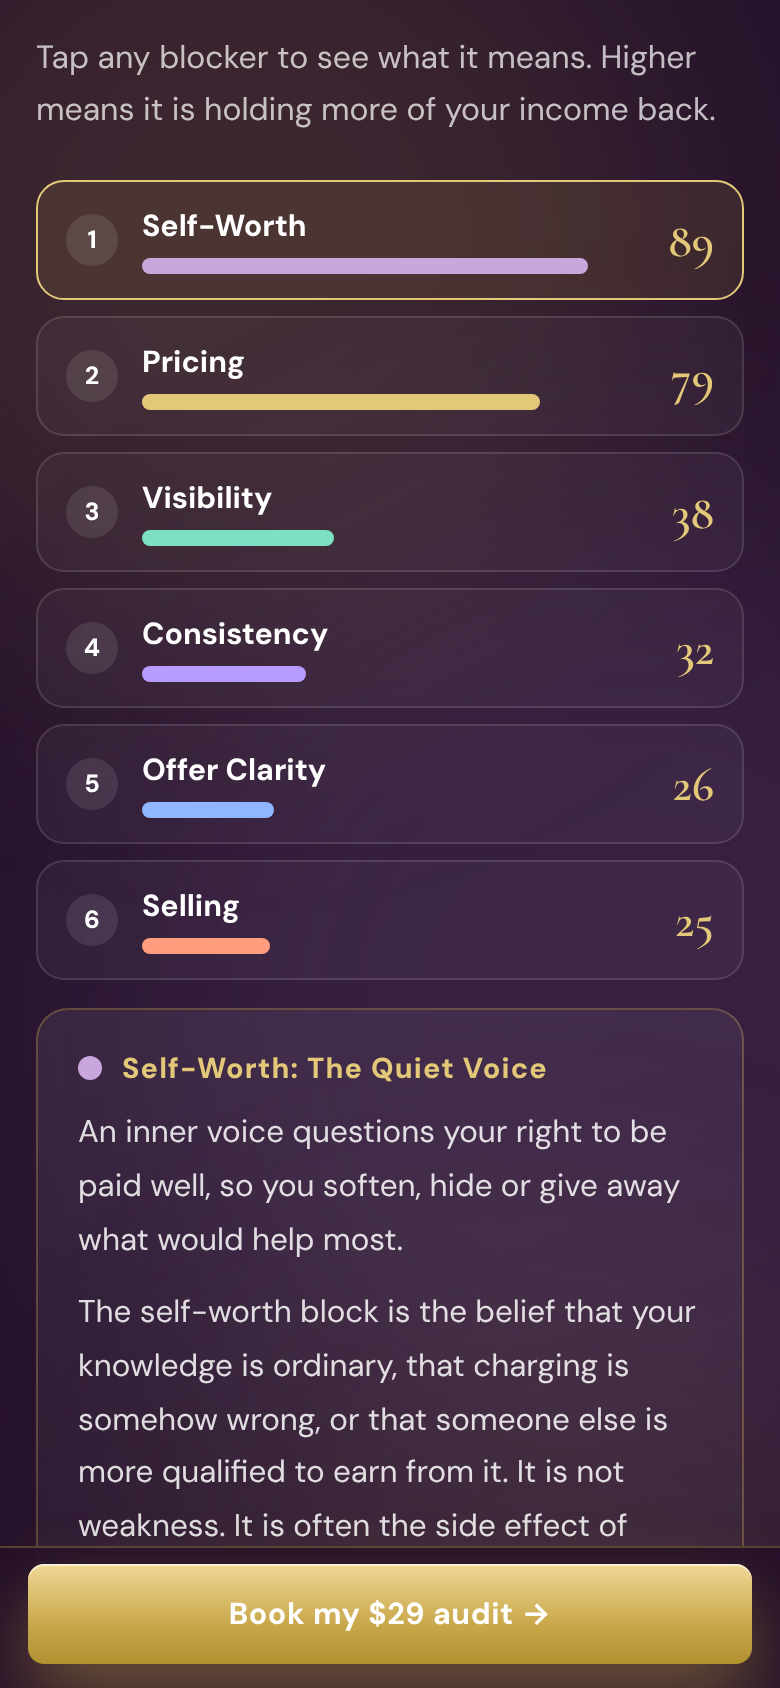 Tap any blocker to see what it means. Higher
means it is holding more of your income back.
1
Self-Worth
89
2
Pricing
79
3
Visibility
38
4
Consistency
32
5
Offer Clarity
26
6
Selling
25
Self-Worth: The Quiet Voice
An inner voice questions your right to be
paid well, so you soften, hide or give away
what would help most.
The self-worth block is the belief that your
knowledge is ordinary, that charging is
somehow wrong, or that someone else is
more qualified to earn from it. It is not
weakness. It is often the side effect of
Book my $29 audit →